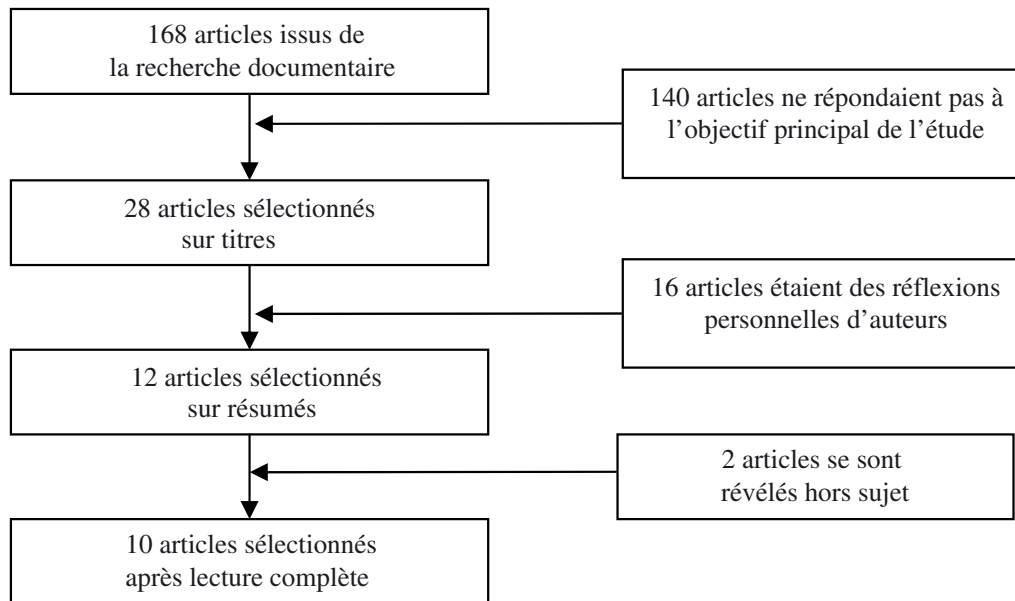 168 articles issus de
la recherche documentaire
140 articles ne répondaient pas à
l’objectif principal de l’étude
28 articles sélectionnés
sur titres
16 articles étaient des réflexions
personnelles d’auteurs
12 articles sélectionnés
sur résumés
2 articles se sont
révélés hors sujet
10 articles sélectionnés
après lecture complète